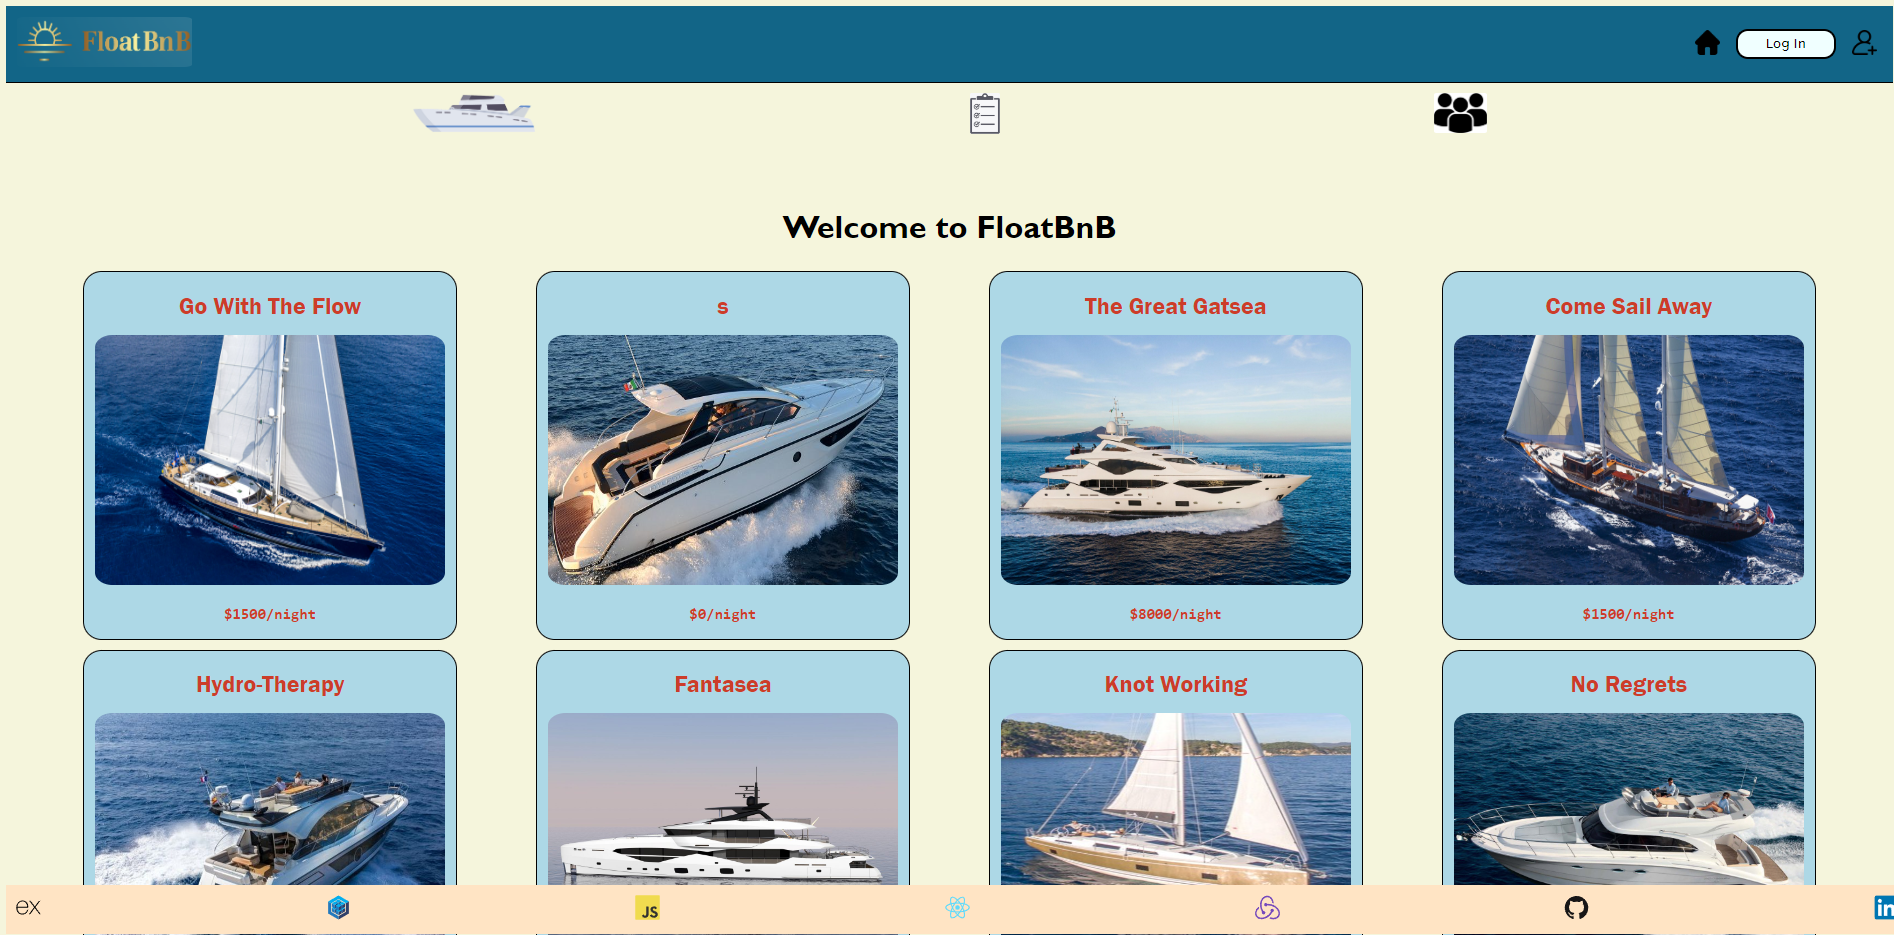 FloatBnB
Log In
Welcome to FloatBnB
Go With The Flow
s
The Great Gatsea
Come Sail Away
$1500/night
$0/night
$8000/night
$1500/night
Hydro-Therapy
Fantasea
Knot Working
No Regrets
ex
JS
in